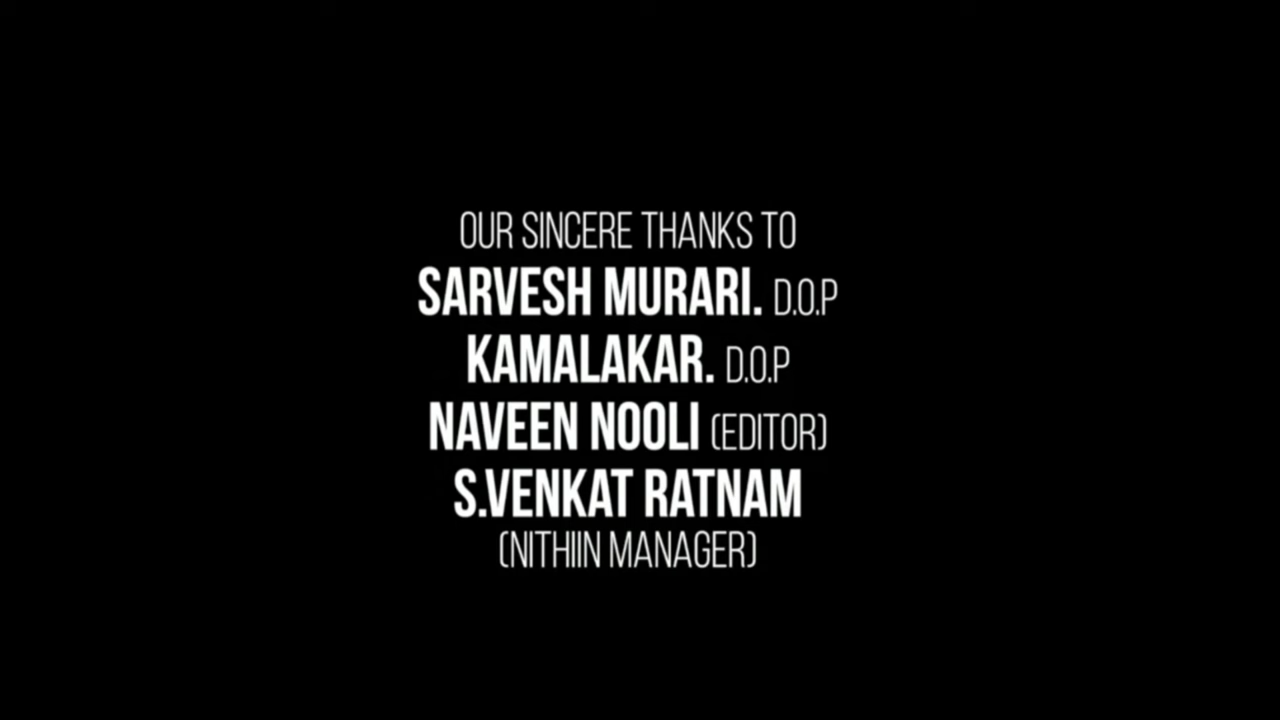 OUR SINCERE THANKS TO
SARVESH MURARI. D.O.P
KAMALAKAR. D.O.P
NAVEEN NOOLI (EDITOR)
S.VENKAT RATNAM
(NITHIIN MANAGER)